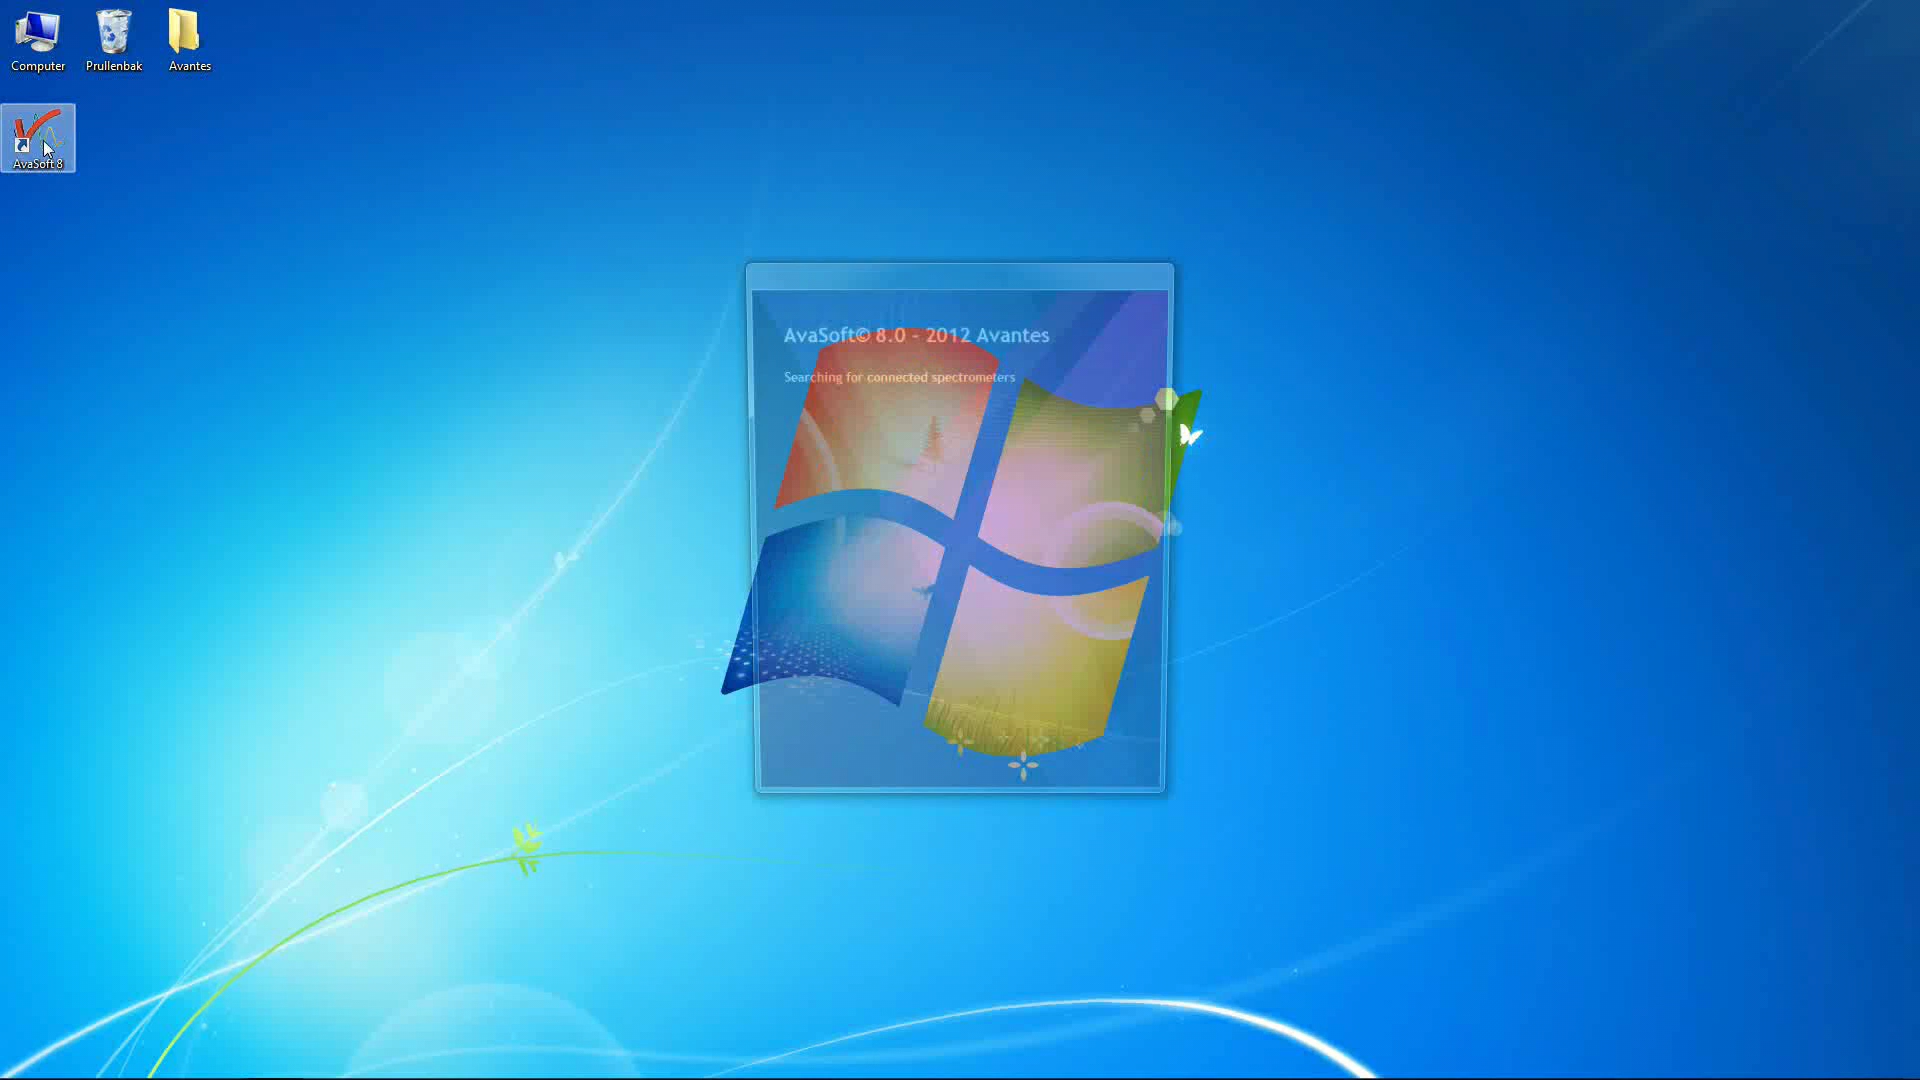 Computer
Prullenbak
Avantes
AvaSoft 8
AvaSoft© 8.0 - 2012 Avantes
Searching for connected spectrometers